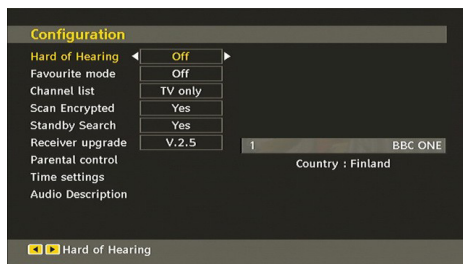 Configuration
Hard of Hearing Off
Favourite mode Off
Channel list TV only
Scan Encrypted Yes
Standby Search Yes
Receiver upgrade V.2.5
1 BBC ONE
Parental control
Country : Finland
Time settings
Audio Description
Hard of Hearing